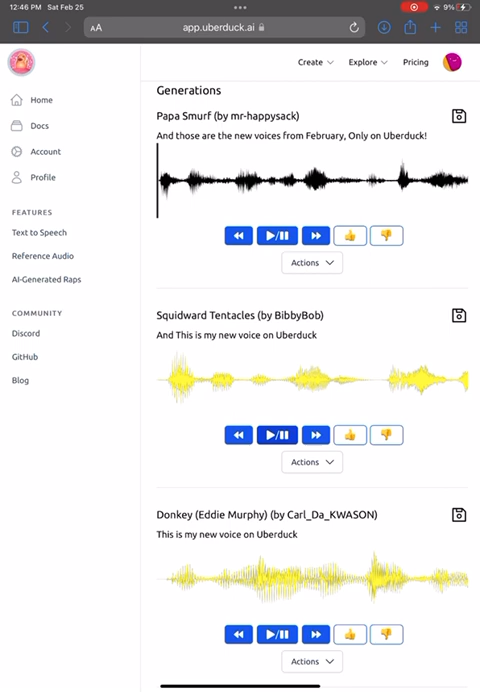 12:46 PM Sat Feb 25
9%
AA
app.uberduck.ai
Create
Explore
Pricing
Home
Docs
Account
Profile
FEATURES
Text to Speech
Reference Audio
AI-Generated Raps
COMMUNITY
Discord
GitHub
Blog
Generations
Papa Smurf (by mr-happysack)
And those are the new voices from February, Only on Uberduck!
Actions
Squidward Tentacles (by BibbyBob)
And This is my new voice on Uberduck
Actions
Donkey (Eddie Murphy) (by Carl_Da_KWASON)
This is my new voice on Uberduck
Actions